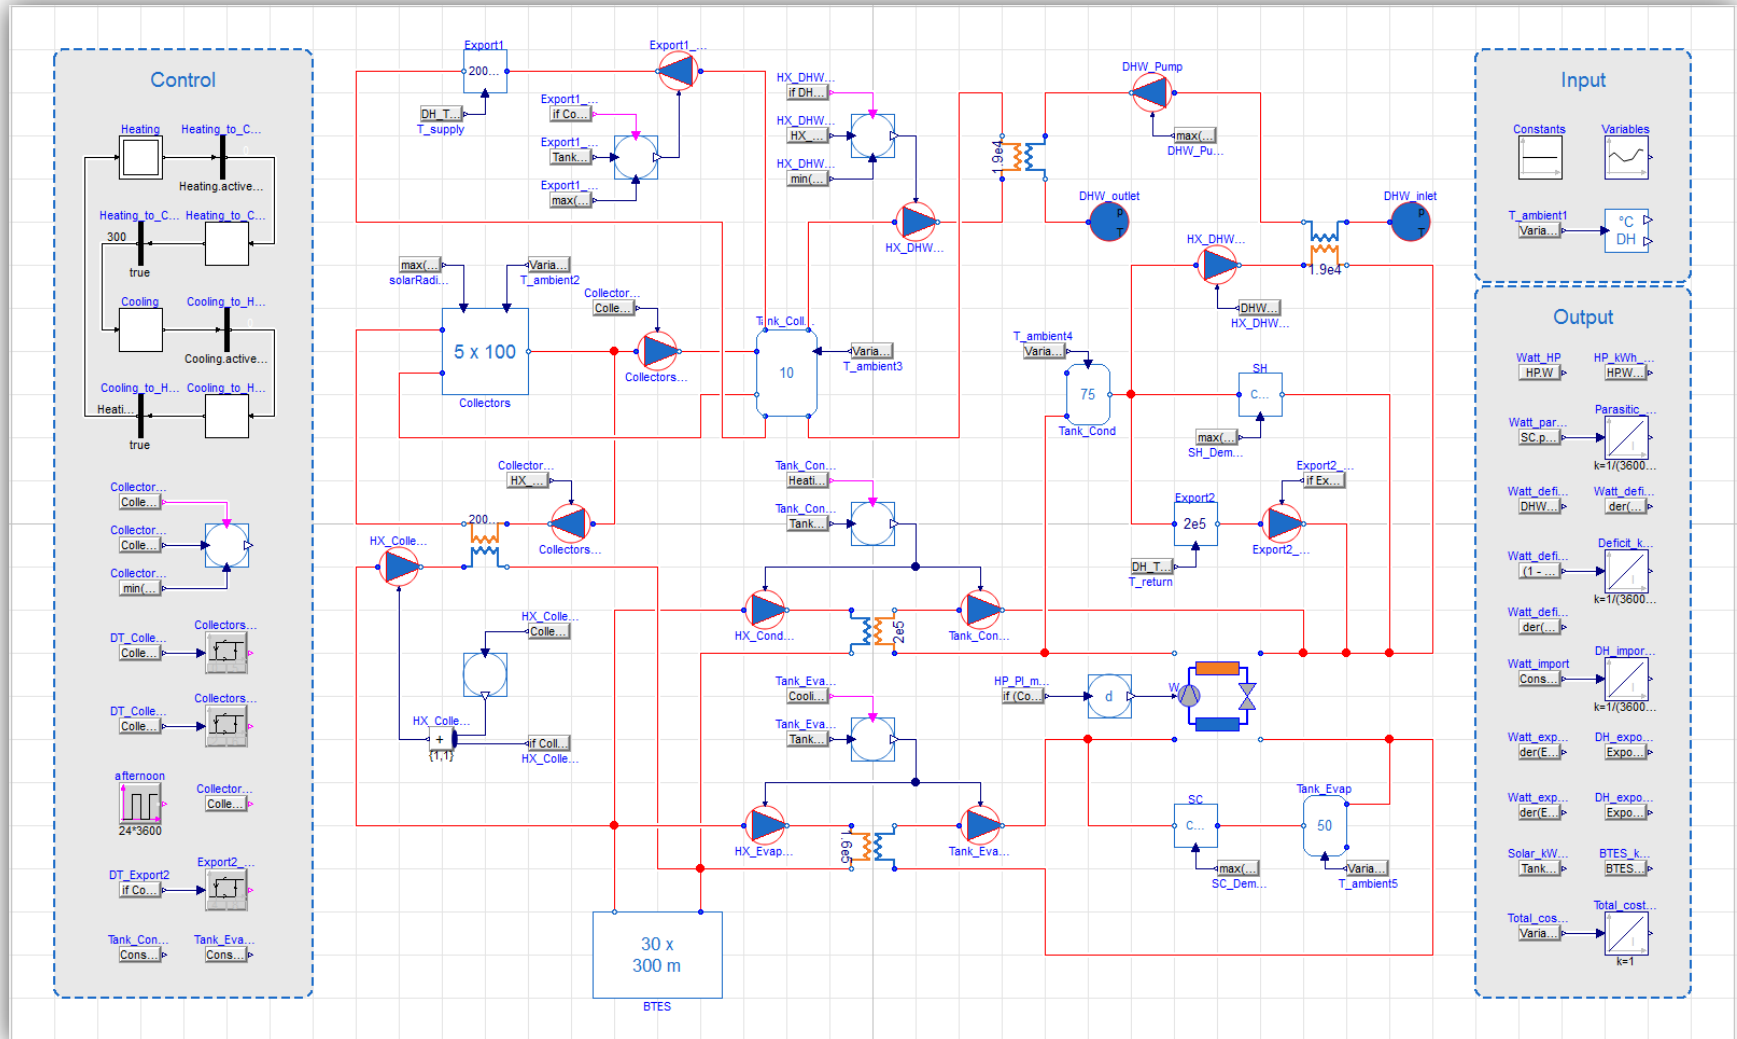 Control
Heating
Heating_to_C...
0
Heating.active...
Heating_to_C...
Heating_to_C...
300
true
Cooling
Cooling_to_H...
0
Cooling.active...
Cooling_to_H...
Cooling_to_H...
Heati...
true
Collector...
Colle...
Collector...
Colle...
Collector...
min(...
DT_Colle...
Colle...
Collectors...
DT_Colle...
Colle...
Collectors...
afternoon
24*3600
Collector...
Colle...
DT_Export2
if Co...
Export2_...
Tank_Con...
Cons...
Tank_Eva...
Cons...
Export1
200...
DH_T...
T_supply
Export1_...
Export1_...
if Co...
Export1_...
Tank...
Export1_...
max(...
HX_DHW...
if DH...
HX_DHW...
HX_...
HX_DHW...
min(...
HX_DHW...
1.9e4
DHW_Pump
max(...
DHW_Pu...
DHW_outlet
p
T
DHW_inlet
p
T
HX_DHW...
1.9e4
DHW...
HX_DHW...
max(...
solarRadi...
Varia...
T_ambient2
5 x 100
Collectors
Collector...
Colle...
Collectors...
Tank_Coll...
10
Varia...
T_ambient3
T_ambient4
Varia...
75
Tank_Cond
SH
C...
max(...
SH_Dem...
Collector...
HX_...
Collectors...
200...
HX_Colle...
Tank_Con...
Heati...
Tank_Con...
Tank...
Export2
2e5
DH_T...
T_return
Export2_...
if Ex...
Export2_...
HX_Colle...
Colle...
HX_Cond...
2e5
Tank_Con...
HX_Colle...
+
{1,1}
if Coll...
HX_Colle...
Tank_Eva...
Cooli...
Tank_Eva...
Tank...
HP_PI_m...
if (Co...
d
W
HX_Evap...
1.6e5
Tank_Eva...
SC
C...
max(...
SC_Dem...
Tank_Evap
50
Varia...
T_ambient5
30 x
300 m
BTES
Input
Constants
Variables
T_ambient1
Varia...
°C
DH
Output
Watt_HP
HP.W
HP_kWh_...
HP.W...
Watt_par...
SC.p...
Parasitic_...
k=1/(3600...
Watt_defi...
DHW...
Watt_defi...
der(...
Watt_defi...
(1 - ...
Deficit_k...
k=1/(3600...
Watt_defi...
der(...
Watt_import
Cons...
DH_impor...
k=1/(3600...
Watt_exp...
der(E...
DH_expo...
Expo...
Watt_exp...
der(E...
DH_expo...
Expo...
Solar_kW...
Tank...
BTES_k...
BTES...
Total_cos...
Varia...
Total_cost...
k=1